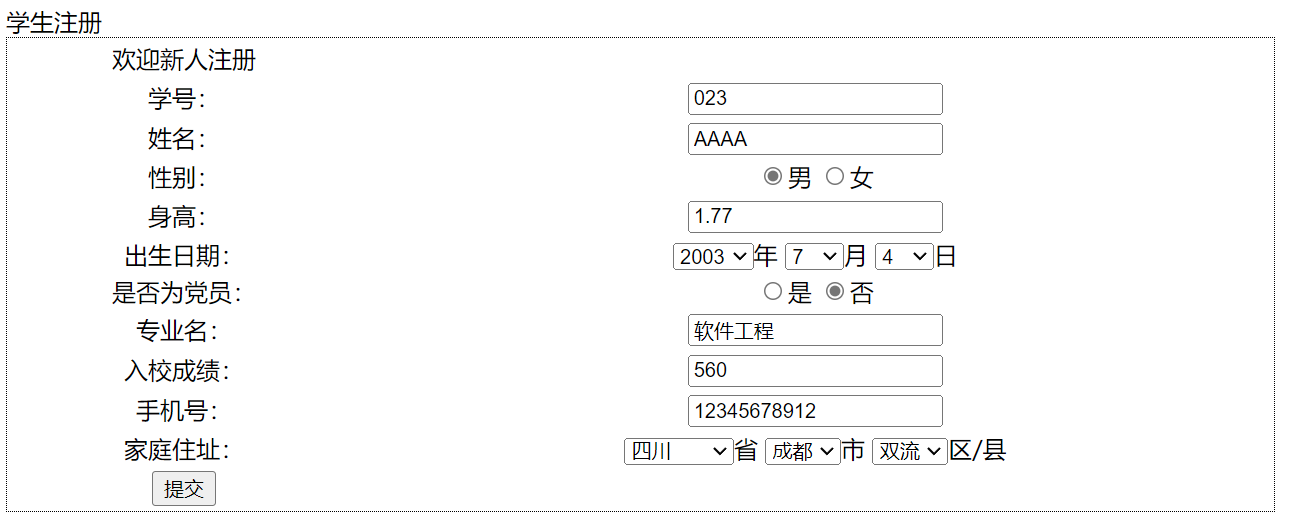 学生注册
欢迎新人注册
学号： 023
姓名： AAAA
性别： 男 女
身高： 1.77
出生日期： 2003 年 7 月 4 日
是否为党员： 是 否
专业名： 软件工程
入校成绩： 560
手机号： 12345678912
家庭住址： 四川 省 成都 市 双流 区/县
提交